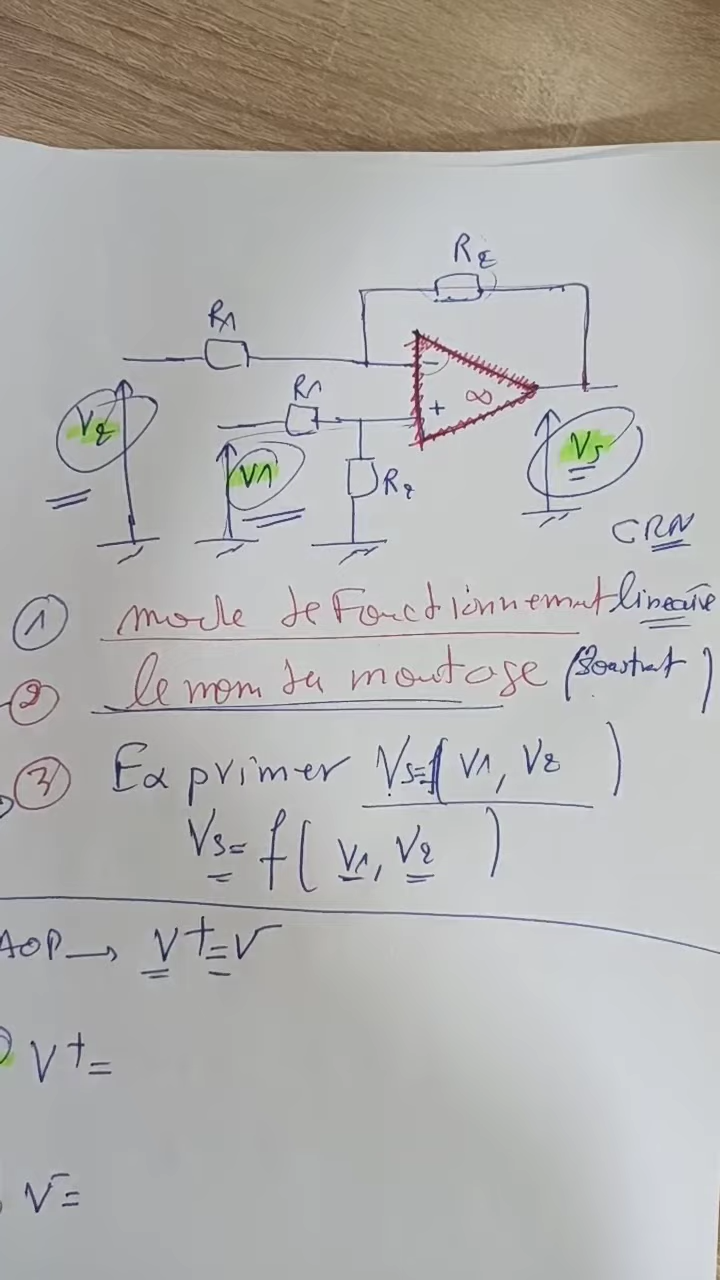 R2
R1
R1
- 
+ ∞
V2
V1
R2
Vs
CRN
1 mode de Fonctionnement linéaire
2 le nom du montage (Soustrat)
3 Exprimer Vs=f(V1, V2)
Vs= f( V1, V2 )
AOP → V+=V-
V+=
V-=